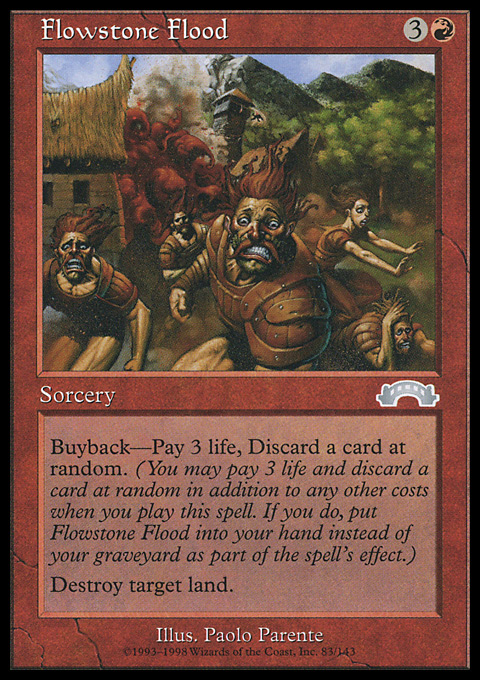 Flowstone Flood 3
Sorcery
Buyback—Pay 3 life, Discard a card at
random. (You may pay 3 life and discard a
card at random in addition to any other costs
when you play this spell. If you do, put
Flowstone Flood into your hand instead of
your graveyard as part of the spell's effect.)
Destroy target land.
Illus. Paolo Parente
©1993–1998 Wizards of the Coast, Inc. 83/143